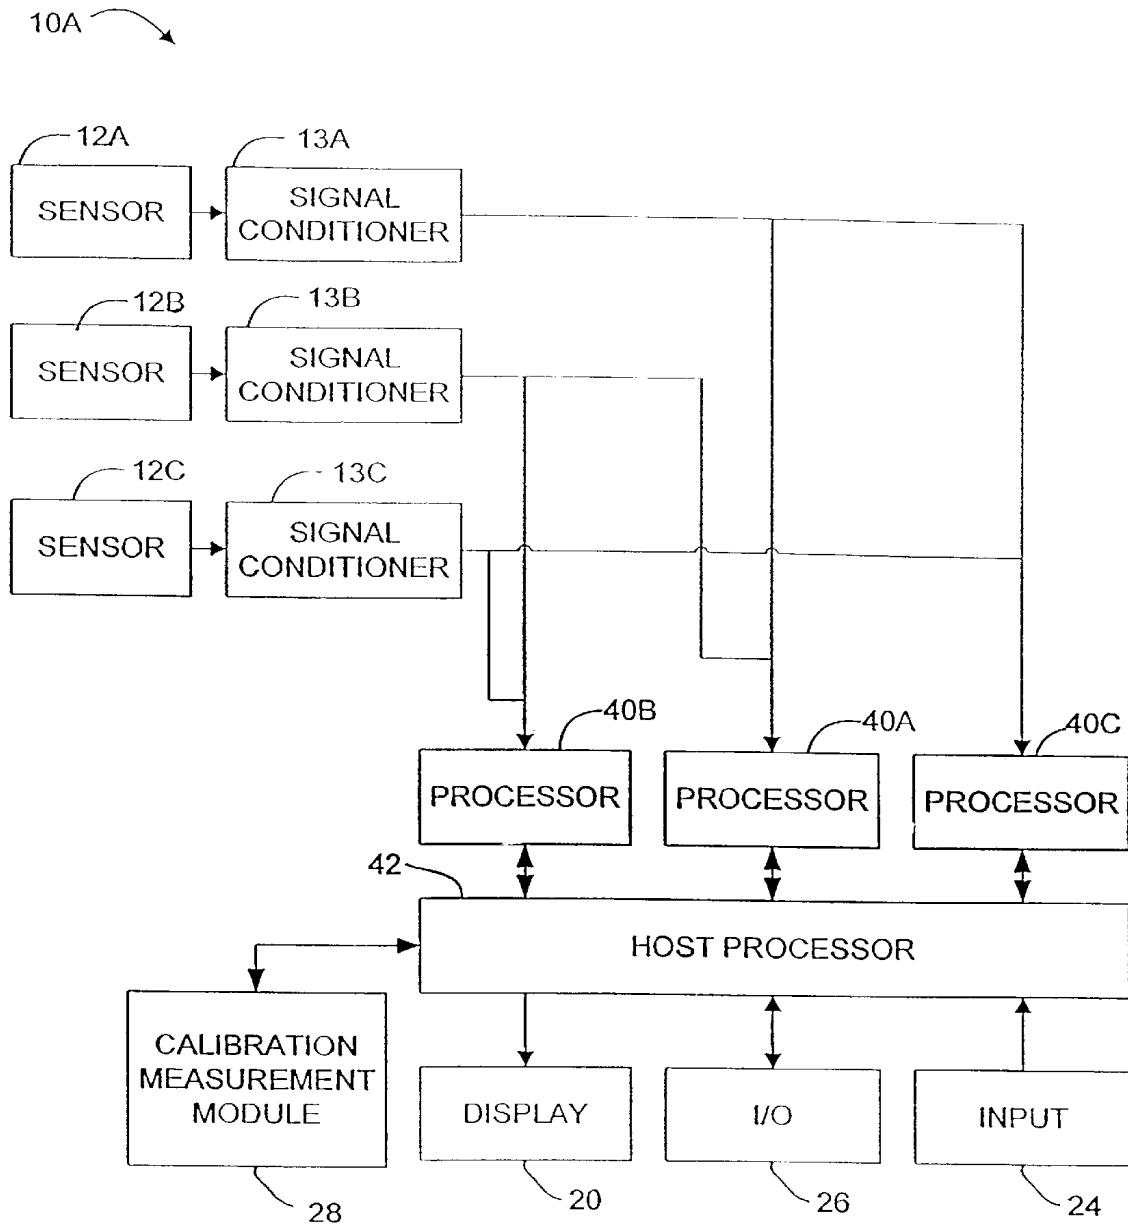 10A
12A
13A
SENSOR
SIGNAL
CONDITIONER
12B
13B
SENSOR
SIGNAL
CONDITIONER
12C
13C
SENSOR
SIGNAL
CONDITIONER
40B
40A
40C
PROCESSOR
PROCESSOR
PROCESSOR
42
HOST PROCESSOR
CALIBRATION
MEASUREMENT
MODULE
DISPLAY
I/O
INPUT
28
20
26
24